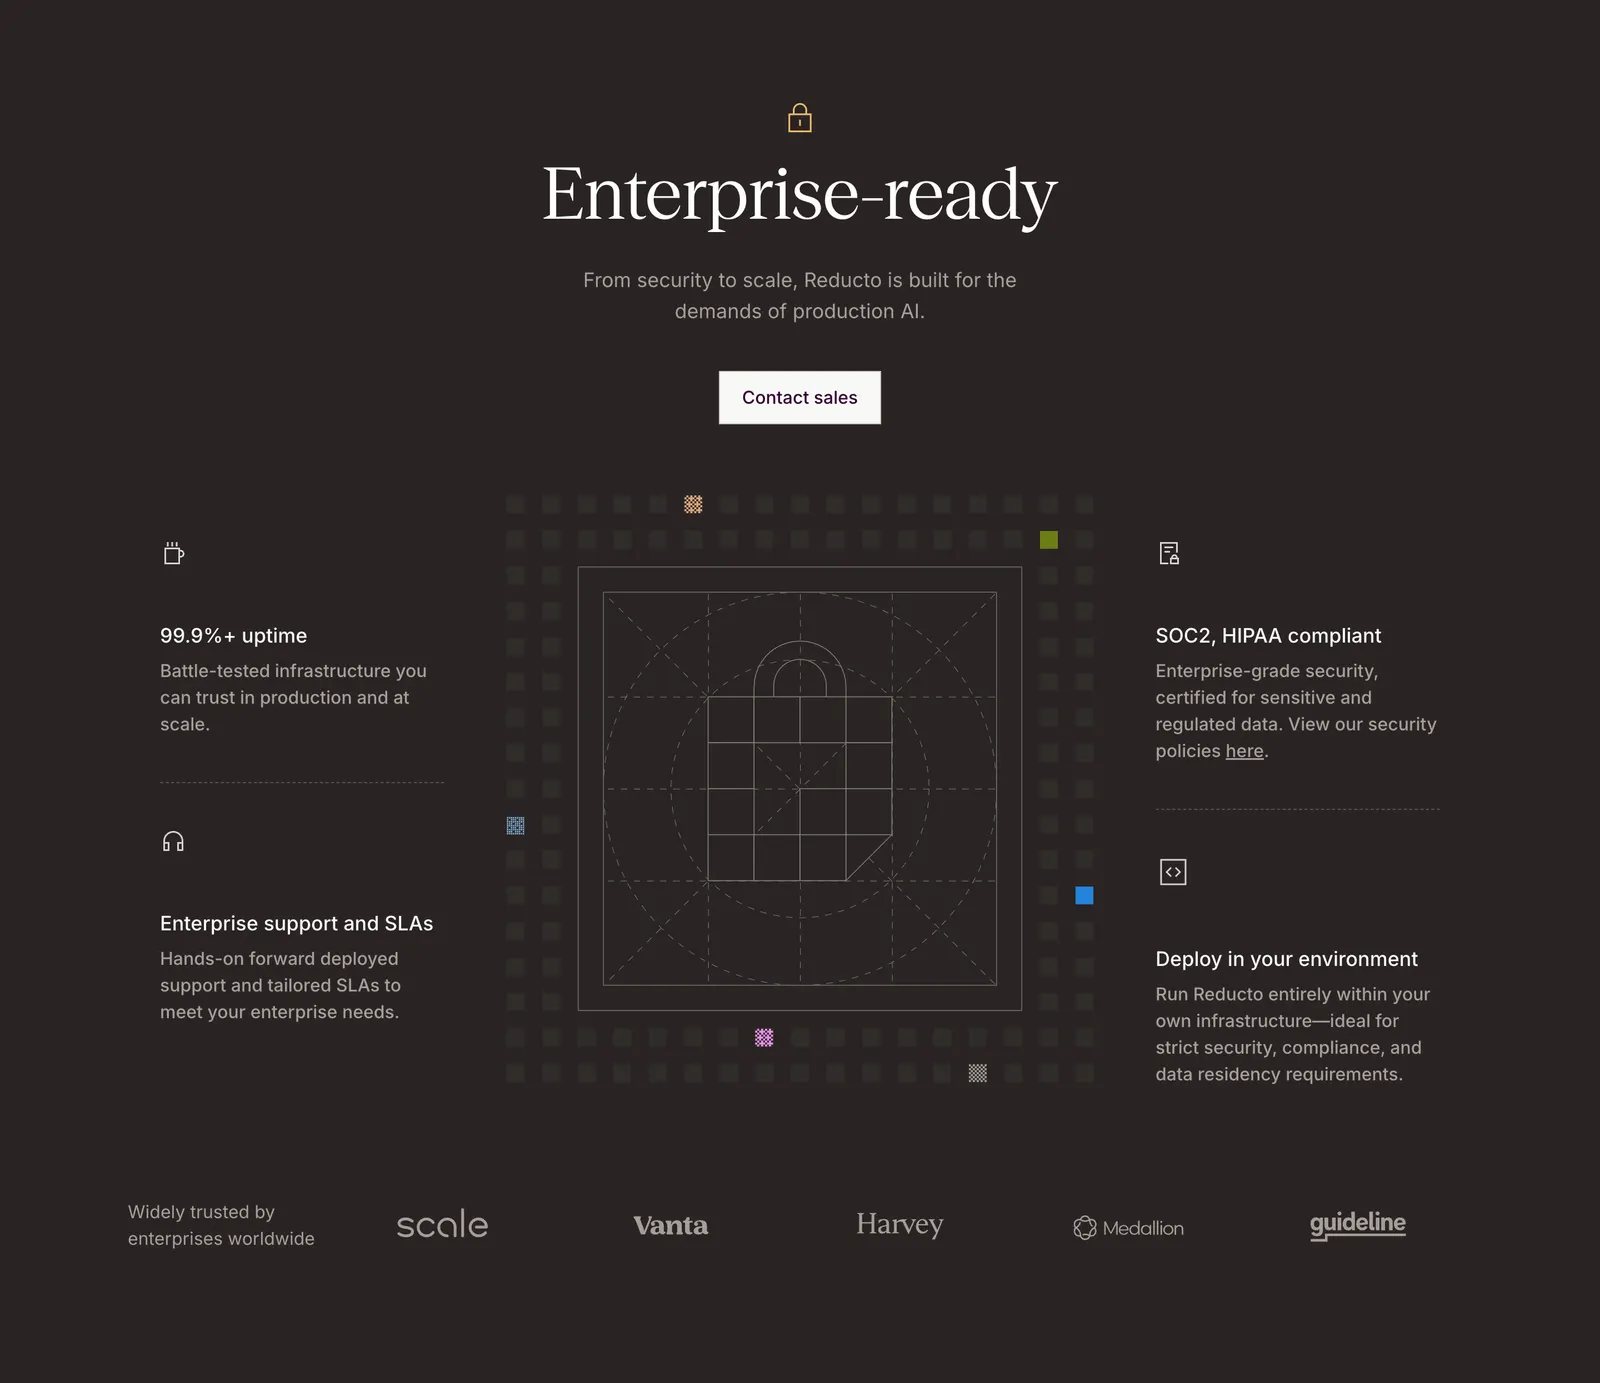 Enterprise-ready
From security to scale, Reducto is built for the
demands of production AI.
Contact sales
99.9%+ uptime
Battle-tested infrastructure you
can trust in production and at
scale.
Enterprise support and SLAs
Hands-on forward deployed
support and tailored SLAs to
meet your enterprise needs.
SOC2, HIPAA compliant
Enterprise-grade security,
certified for sensitive and
regulated data. View our security
policies here.
Deploy in your environment
Run Reducto entirely within your
own infrastructure—ideal for
strict security, compliance, and
data residency requirements.
Widely trusted by
enterprises worldwide
scale
Vanta
Harvey
Medallion
guideline